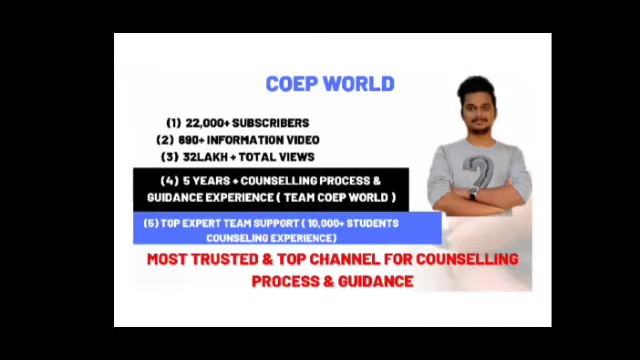 COEP WORLD
(1) 22,000+ SUBSCRIBERS
(2) 690+ INFORMATION VIDEO
(3) 32LAKH + TOTAL VIEWS
(4) 5 YEARS + COUNSELLING PROCESS &
GUIDANCE EXPERIENCE ( TEAM COEP WORLD )
(5) TOP EXPERT TEAM SUPPORT ( 10,000+ STUDENTS
COUNSELING EXPERIENCE)
MOST TRUSTED & TOP CHANNEL FOR COUNSELLING
PROCESS & GUIDANCE